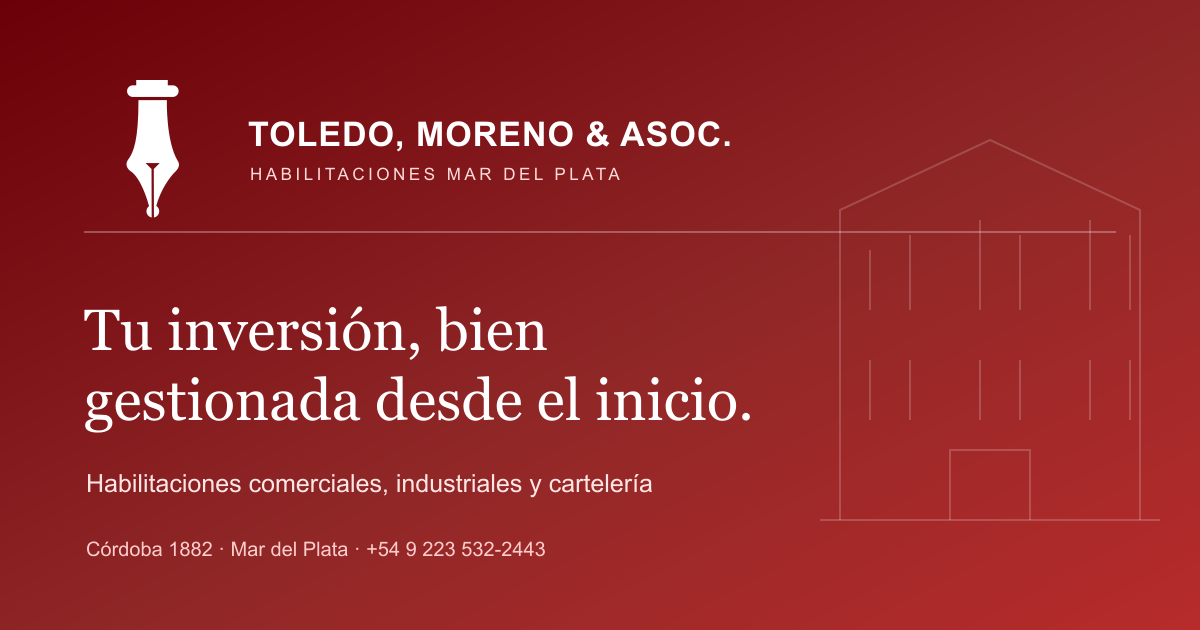 TOLEDO, MORENO & ASOC.
HABILITACIONES MAR DEL PLATA
Tu inversión, bien
gestionada desde el inicio.
Habilitaciones comerciales, industriales y cartelería
Córdoba 1882 · Mar del Plata · +54 9 223 532-2443